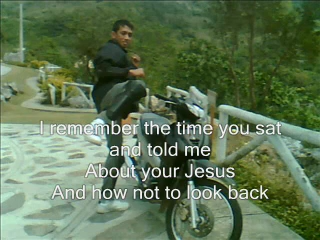 I remember the time you sat
and told me
About your Jesus
And how not to look back